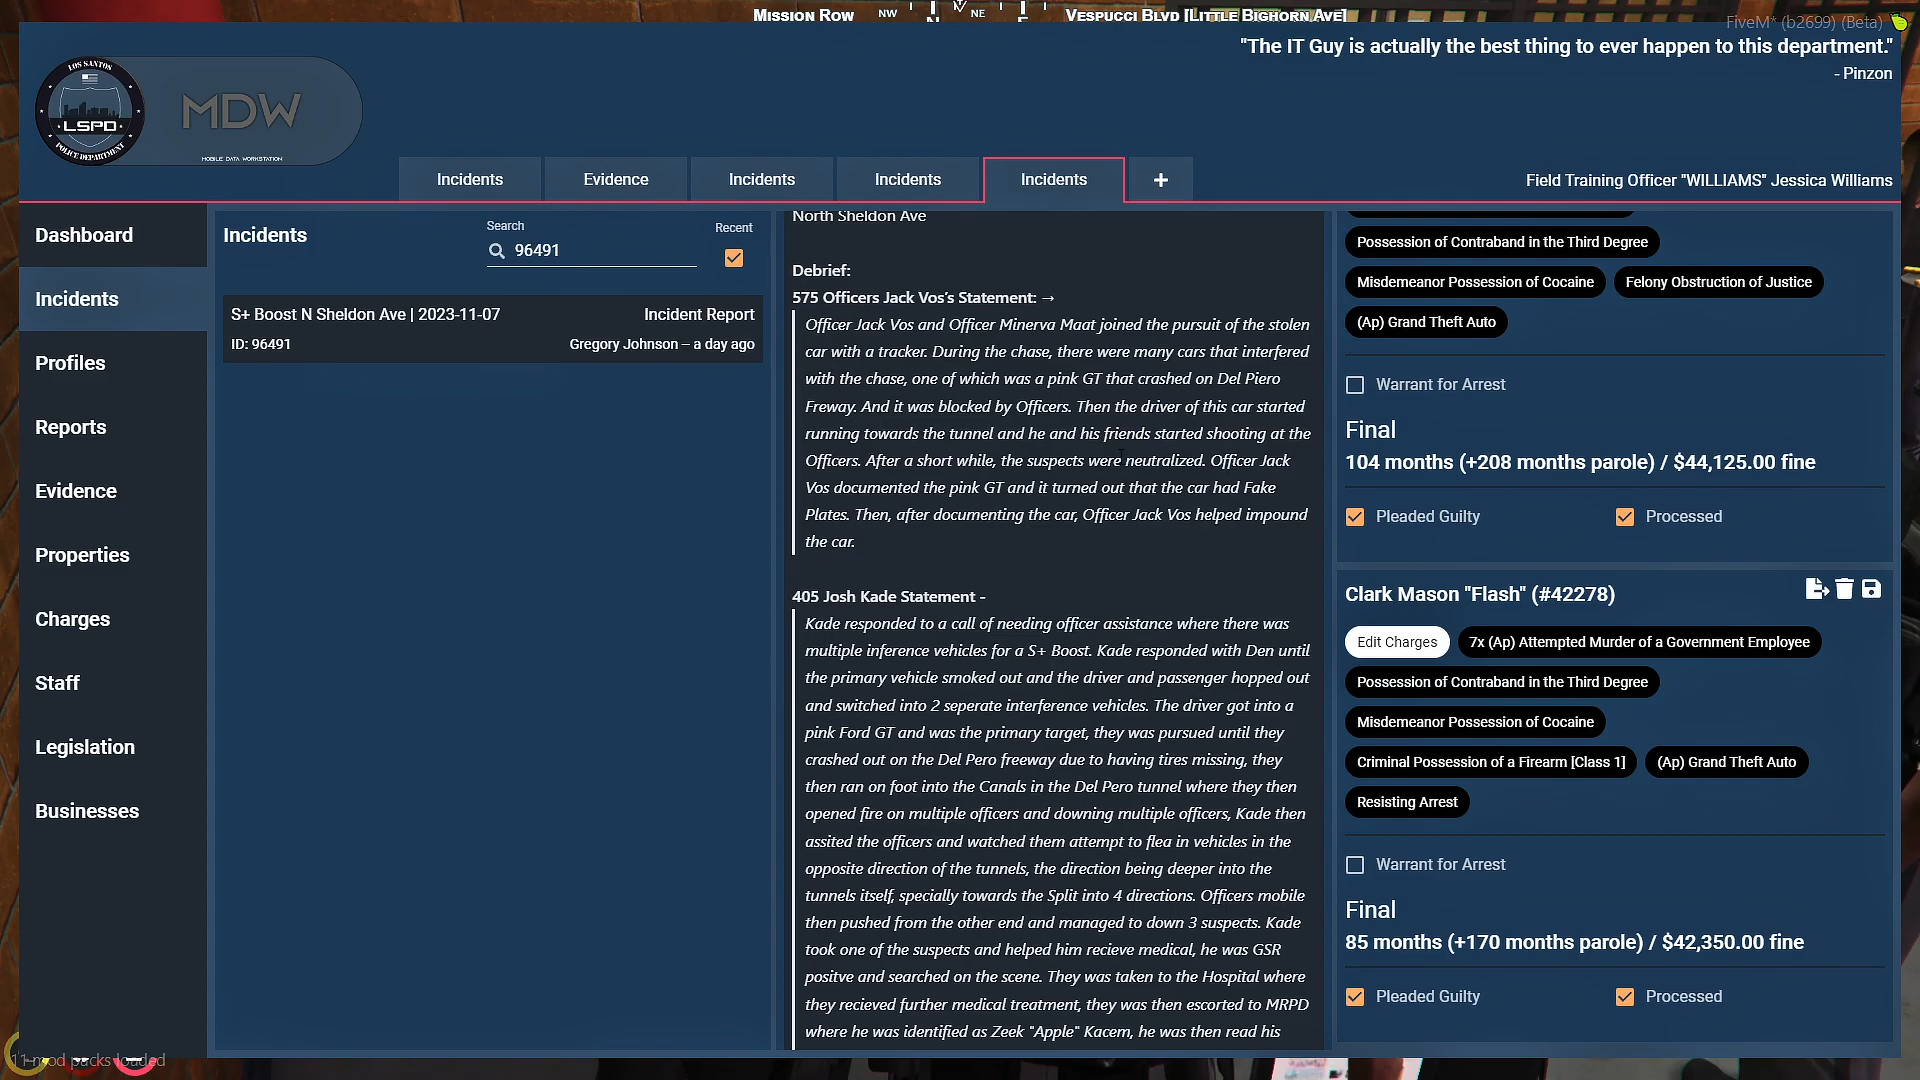 Mission Row
NW
N
NE
E
Vespucci Blvd [Little Bighorn Ave]
FiveM* (b2699) (Beta)
"The IT Guy is actually the best thing to ever happen to this department."
- Pinzon
LOS SANTOS
LSPD
POLICE DEPARTMENT
MDW
MOBILE DATA WORKSTATION
Incidents
Evidence
Incidents
Incidents
Incidents
+
Field Training Officer "WILLIAMS" Jessica Williams
Dashboard
Incidents
Profiles
Reports
Evidence
Properties
Charges
Staff
Legislation
Businesses
Incidents
Search
96491
Recent
S+ Boost N Sheldon Ave | 2023-11-07
Incident Report
ID: 96491
Gregory Johnson – a day ago
North Sheldon Ave
Debrief:
575 Officers Jack Vos's Statement: →
Officer Jack Vos and Officer Minerva Maat joined the pursuit of the stolen
car with a tracker. During the chase, there were many cars that interfered
with the chase, one of which was a pink GT that crashed on Del Piero
Freway. And it was blocked by Officers. Then the driver of this car started
running towards the tunnel and he and his friends started shooting at the
Officers. After a short while, the suspects were neutralized. Officer Jack
Vos documented the pink GT and it turned out that the car had Fake
Plates. Then, after documenting the car, Officer Jack Vos helped impound
the car.
405 Josh Kade Statement -
Kade responded to a call of needing officer assistance where there was
multiple inference vehicles for a S+ Boost. Kade responded with Den until
the primary vehicle smoked out and the driver and passenger hopped out
and switched into 2 seperate interference vehicles. The driver got into a
pink Ford GT and was the primary target, they was pursued until they
crashed out on the Del Pero freeway due to having tires missing, they
then ran on foot into the Canals in the Del Pero tunnel where they then
opened fire on multiple officers and downing multiple officers, Kade then
assited the officers and watched them attempt to flea in vehicles in the
opposite direction of the tunnels, the direction being deeper into the
tunnels itself, specially towards the Split into 4 directions. Officers mobile
then pushed from the other end and managed to down 3 suspects. Kade
took one of the suspects and helped him recieve medical, he was GSR
positve and searched on the scene. They was taken to the Hospital where
they recieved further medical treatment, they was then escorted to MRPD
where he was identified as Zeek "Apple" Kacem, he was then read his
Possession of Contraband in the Third Degree
Misdemeanor Possession of Cocaine
Felony Obstruction of Justice
(Ap) Grand Theft Auto
Warrant for Arrest
Final
104 months (+208 months parole) / $44,125.00 fine
Pleaded Guilty
Processed
Clark Mason "Flash" (#42278)
Edit Charges
7x (Ap) Attempted Murder of a Government Employee
Possession of Contraband in the Third Degree
Misdemeanor Possession of Cocaine
Criminal Possession of a Firearm [Class 1]
(Ap) Grand Theft Auto
Resisting Arrest
Warrant for Arrest
Final
85 months (+170 months parole) / $42,350.00 fine
Pleaded Guilty
Processed
11 mod packs loaded